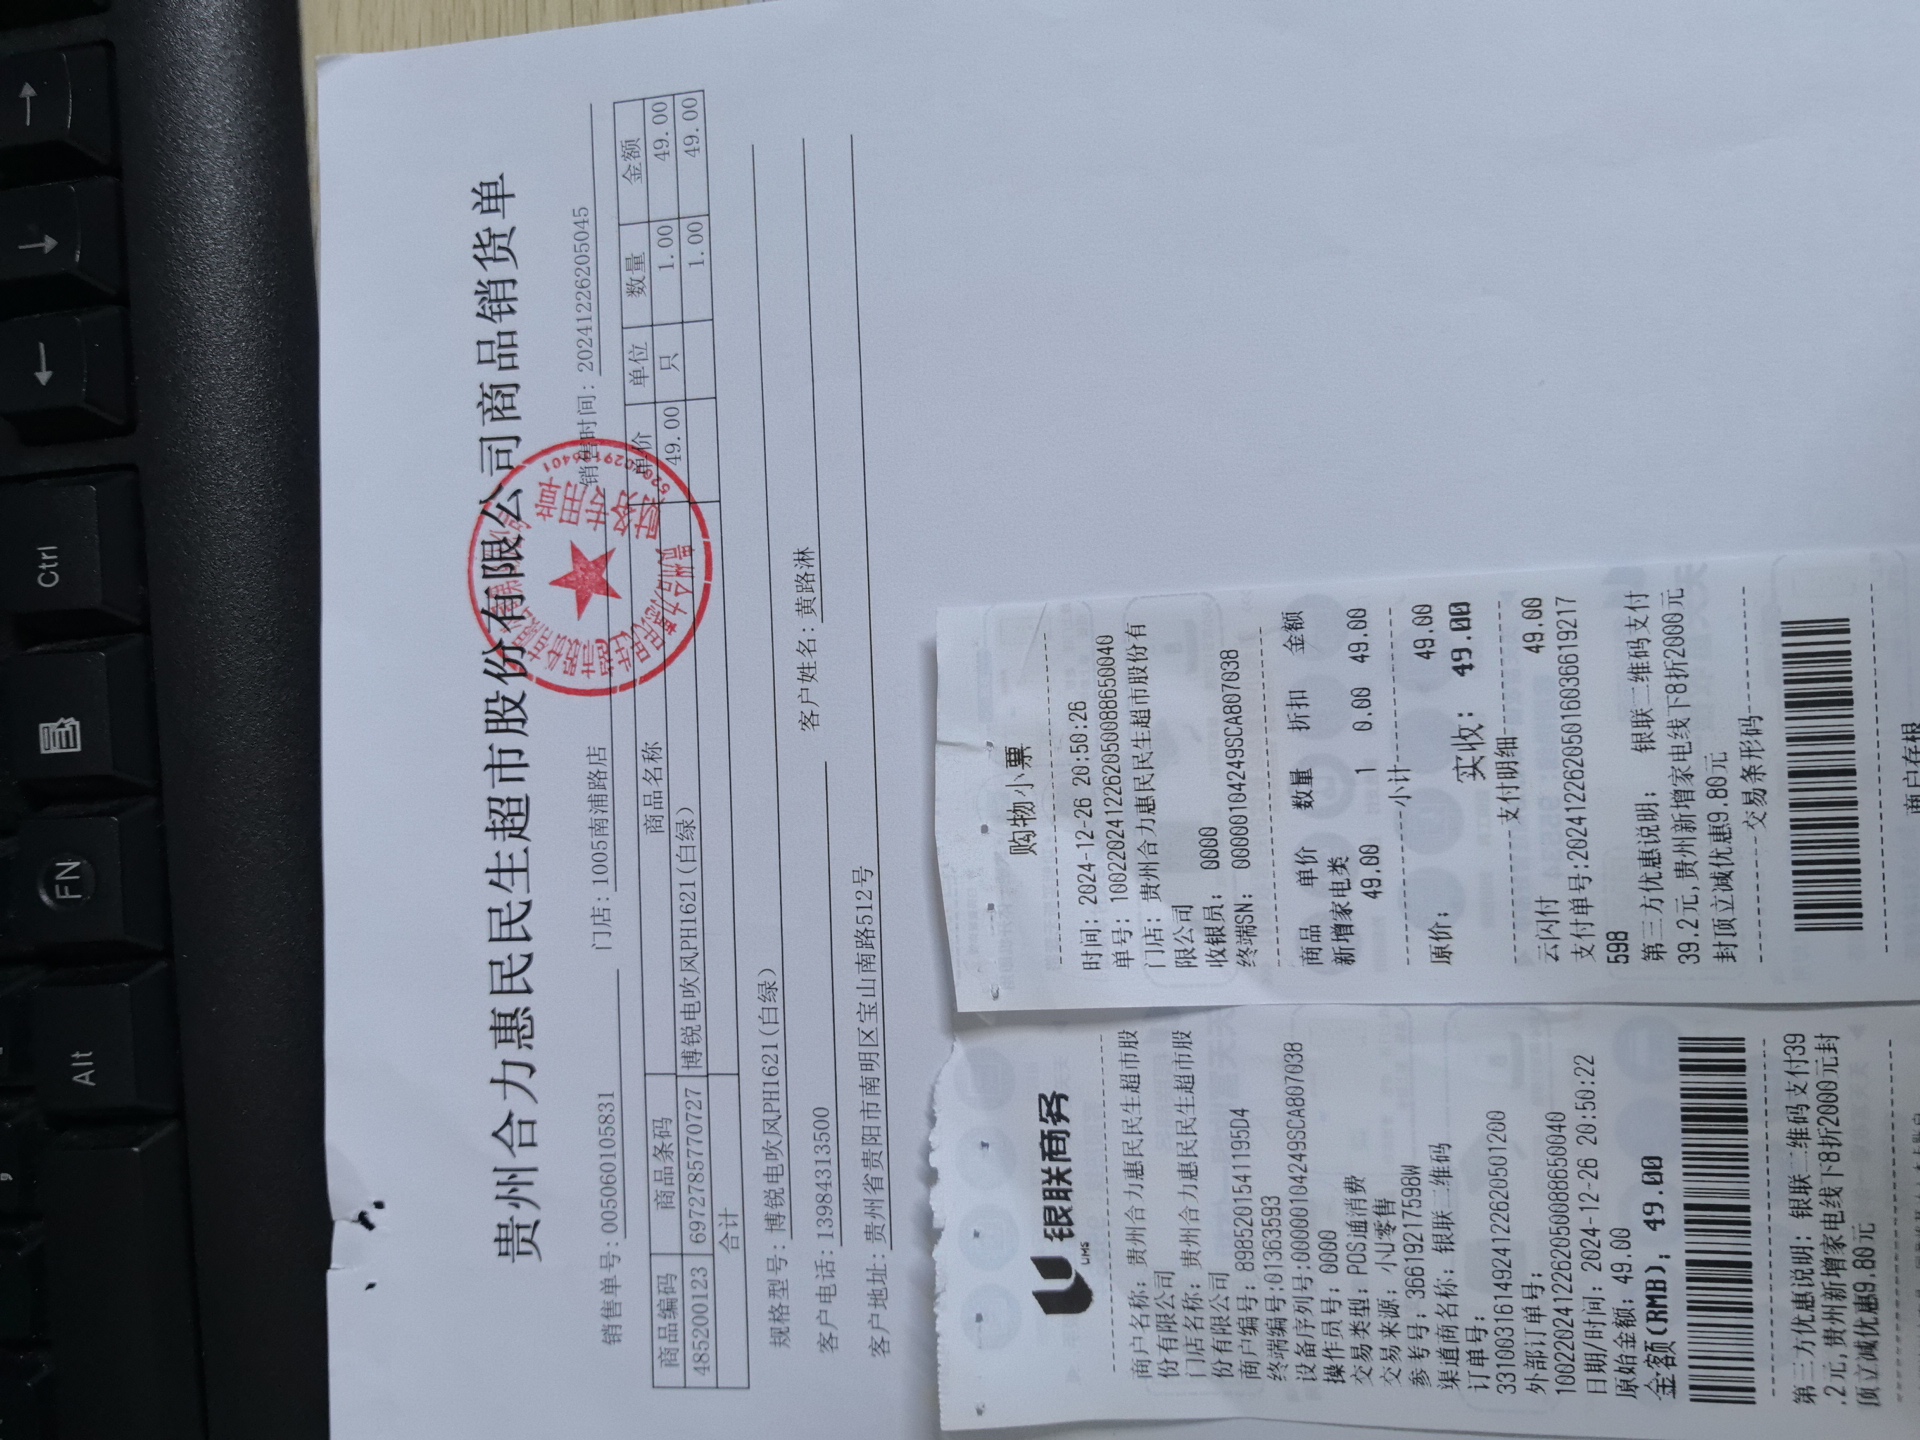 贵州合力惠民民生超市股份有限公司商品销货单
销售单号: 005060105831 门店: 1005南浦路店 销售时间: 20241226205045
商品编码 商品条码 商品名称 单价 单位 数量 金额
485200123 6972785770727 博锐电吹风PH1621(白绿) 49.00 只 1.00 49.00
合计 1.00 49.00
规格型号: 博锐电吹风PH1621(白绿)
客户电话: 13984313500 客户姓名: 黄路淋
客户地址: 贵州省贵阳市南明区宝山南路512号
银联商务
UMS
商户名称: 贵州合力惠民民生超市股
份有限公司
门店名称: 贵州合力惠民民生超市股
份有限公司
商户编号: 8985201541195D4
终端编号:01363593
设备序列号:00000104249SCA807038
操作员号: 0000
交易类型: POS通消费
交易来源: 小U零售
参考号: 36619217598W
渠道商名称: 银联二维码
订单号:
33100316149241226205012​00
外部订单号:
10022024122620500886500​40
日期/时间: 2024-12-26 20:50:22
原始金额: 49.00
金额(RMB): 49.00
第三方优惠说明: 银联二维码支付39
.2元,贵州新增家电线下8折2000元封
顶立减优惠9.80元
购物小票
时间: 2024-12-26 20:50:26
单号: 1002202412262050088650040
门店: 贵州合力惠民民生超市股份有
限公司
收银员: 0000
终端SN: 00000104249SCA807038
商品 单价 数量 折扣 金额
新增家电类
49.00 1 0.00 49.00
小计
原价: 49.00
实收: 49.00
支付明细
云闪付 49.00
支付单号:20241226205016036619217
598
第三方优惠说明: 银联二维码支付
39.2元,贵州新增家电线下8折2000元
封顶立减优惠9.80元
交易条形码
商户存根
Ctrl
FN
Alt